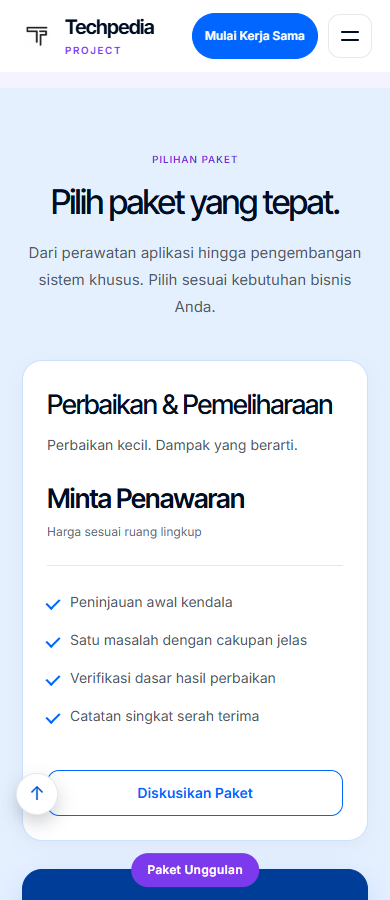 Techpedia
PROJECT
Mulai Kerja Sama
PILIHAN PAKET
Pilih paket yang tepat.
Dari perawatan aplikasi hingga pengembangan
sistem khusus. Pilih sesuai kebutuhan bisnis
Anda.
Perbaikan & Pemeliharaan
Perbaikan kecil. Dampak yang berarti.
Minta Penawaran
Harga sesuai ruang lingkup
Peninjauan awal kendala
Satu masalah dengan cakupan jelas
Verifikasi dasar hasil perbaikan
Catatan singkat serah terima
Diskusikan Paket
Paket Unggulan